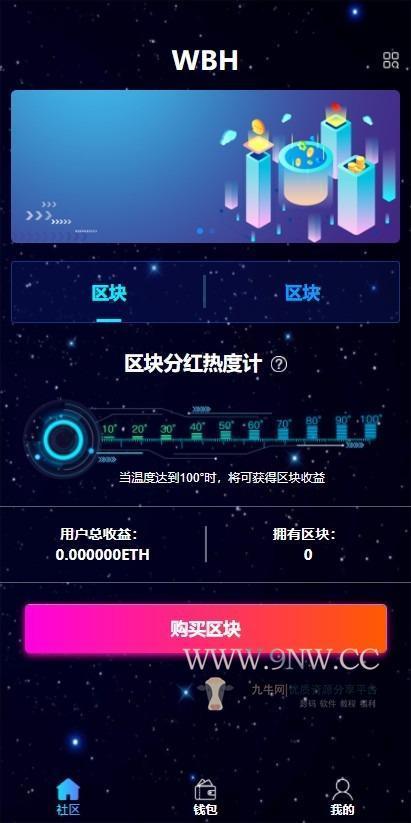 WBH
区块 区块
区块分红热度计 ?
10° 20° 30° 40° 50° 60° 70° 80° 90° 100°
当温度达到100°时，将可获得区块收益
用户总收益： 拥有区块：
0.000000ETH 0
购买区块
WWW.9NW.CC
九牛网|优质资源分享平台
源码 软件 教程 福利
社区 钱包 我的